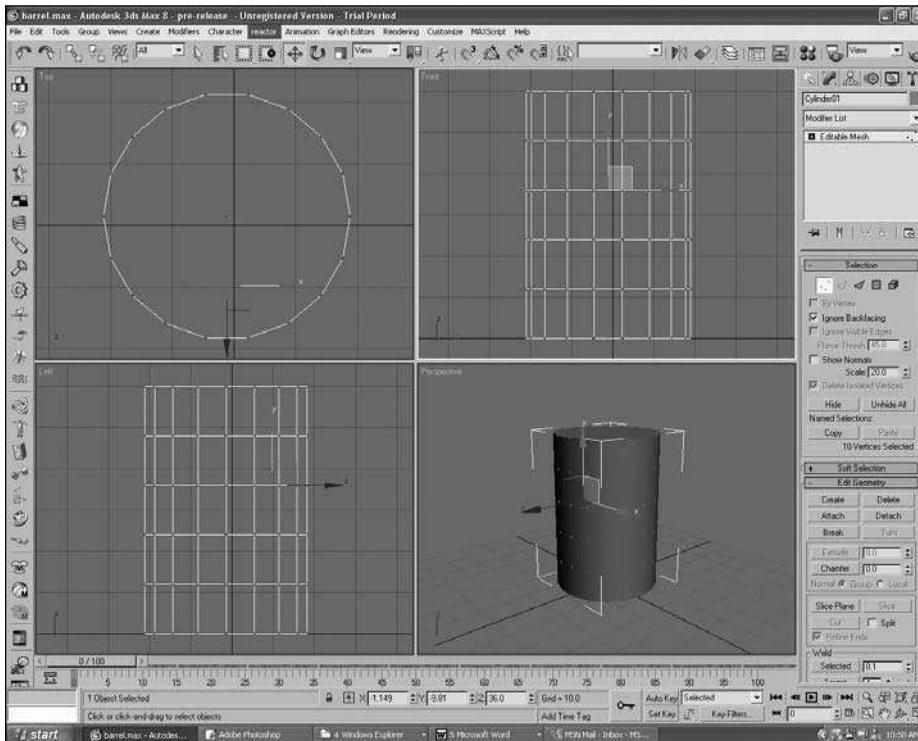 barrel.max - Autodesk 3ds Max 8 - pre-release - Unregistered Version - Trial Period
File Edit Tools Group Views Create Modifiers Character reactor Animation Graph Editors Rendering Customize MAXScript Help
All View View
Top Front
Cylinder01
Modifier List
Editable Mesh
Selection
By Vertex
Ignore Backfacing
Ignore Visible Edges
Planar Thresh: 45.0
Show Normals
Scale: 20.0
Delete Isolated Vertices
Hide Unhide All
Named Selections:
Copy Paste
10 Vertices Selected
Soft Selection
Edit Geometry
Create Delete
Attach Detach
Break Turn
Extrude 0.0
Chamfer 0.0
Normal: Group Local
Slice Plane Slice
Cut Split
Refine Ends
Weld
Selected 0.1
Left Perspective
0 / 100
0 5 10 15 20 25 30 35 40 45 50 55 60 65 70 75 80 85 90 95 100
1 Object Selected X: -1.149 Y: -9.81 Z: 36.0 Grid = 10.0 Auto Key Selected
Click or click-and-drag to select objects Add Time Tag Set Key Key Filters... 0
start barrel.max - Autodes... Adobe Photoshop 4 Windows Explorer 5 Microsoft Word MSN Mail - Inbox - MS... 10:50 AM